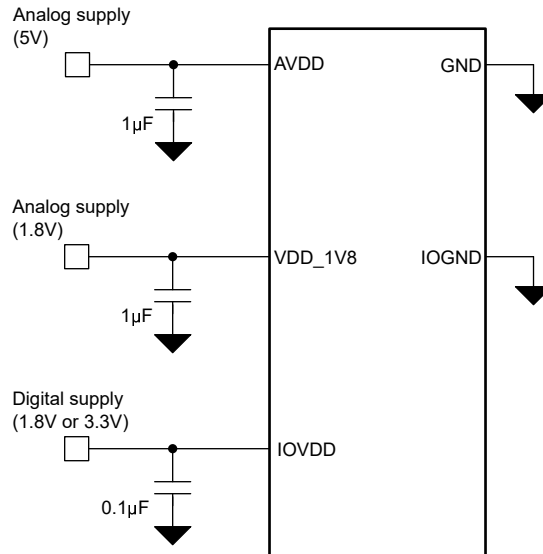 Analog supply
(5V)
AVDD
GND
1µF
Analog supply
(1.8V)
VDD_1V8
IOGND
1µF
Digital supply
(1.8V or 3.3V)
IOVDD
0.1µF